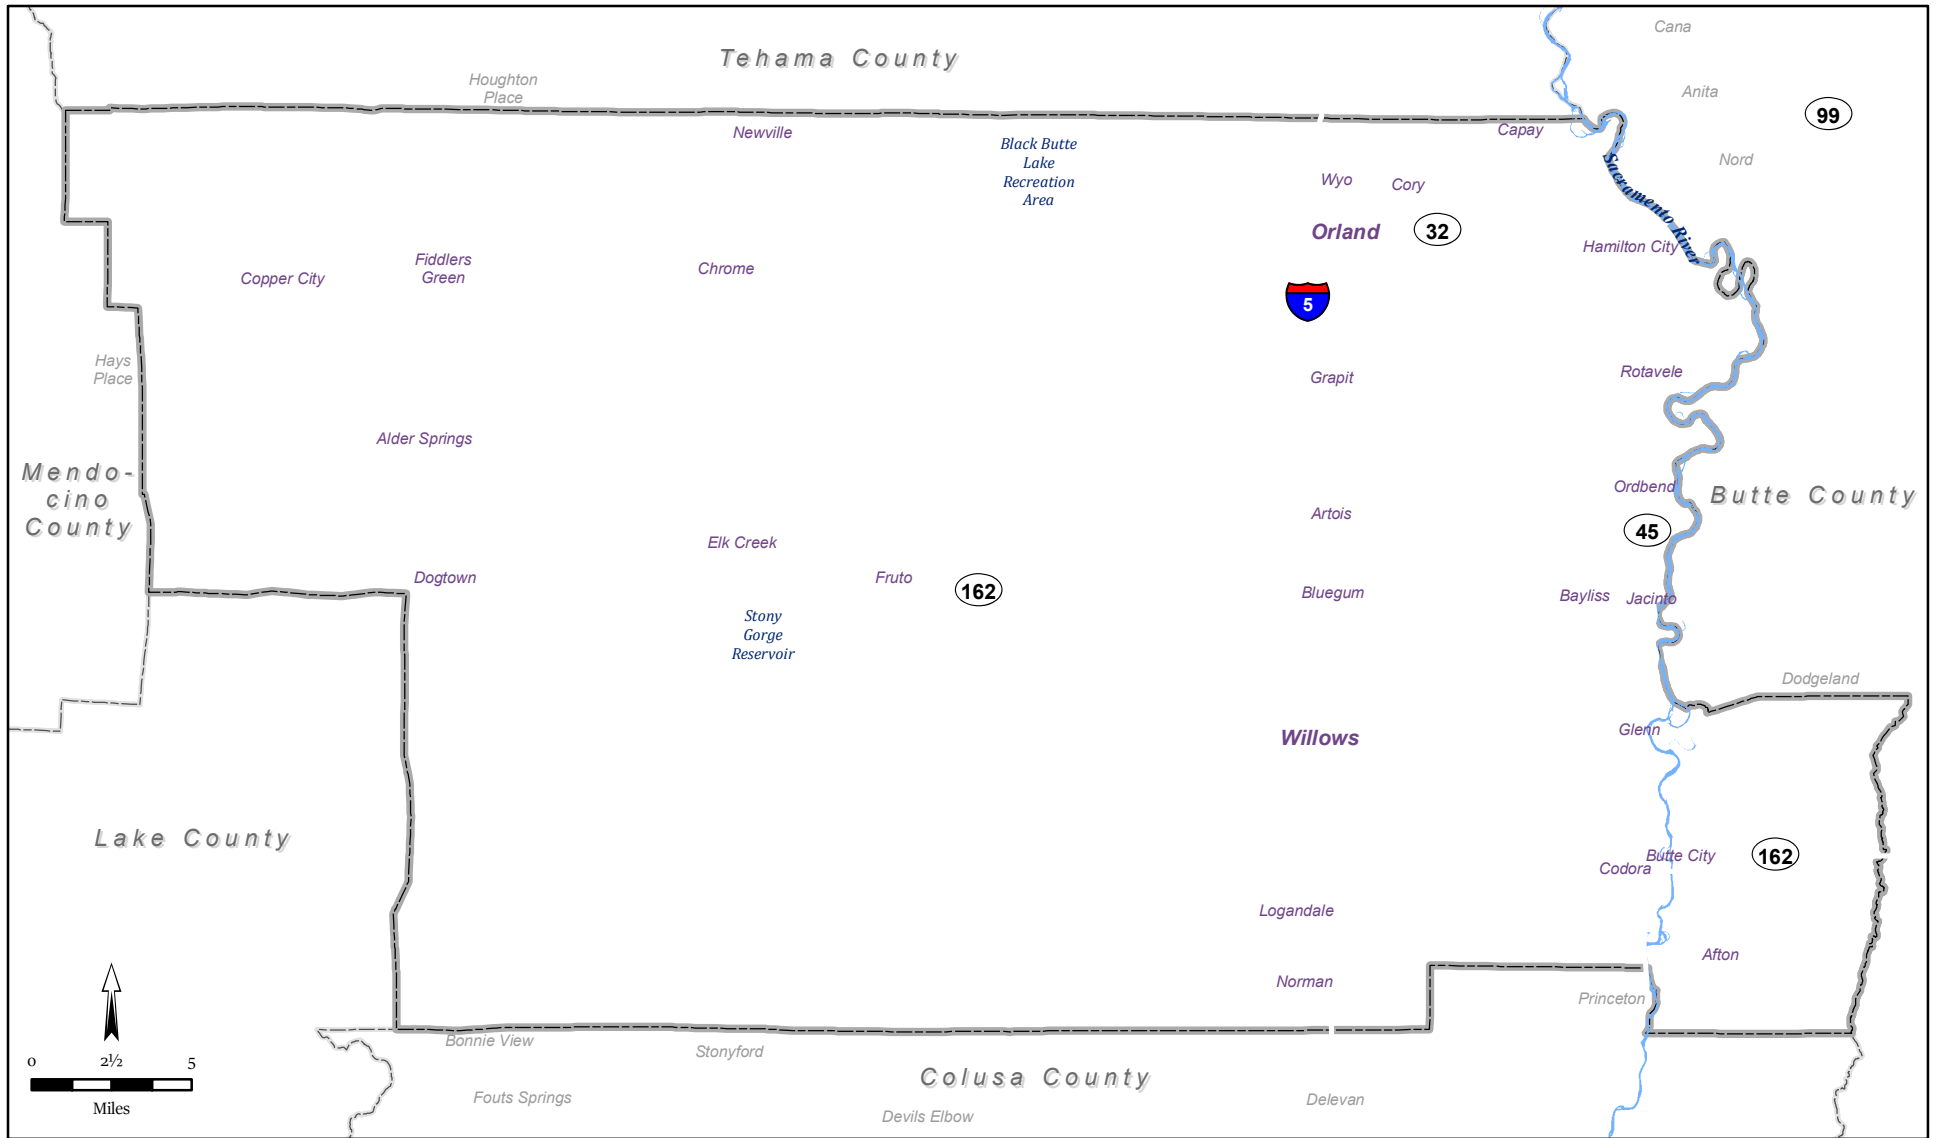 Cana
Tehama County
Houghton
Place
Anita
99
Newville
Capay
Black Butte
Lake
Recreation
Area
Nord
Wyo
Cory
Sacramento River
Orland
32
Hamilton City
Fiddlers
Green
Copper City
Chrome
5
Hays
Place
Grapit
Rotavele
Alder Springs
Mendo-
cino
County
Ordbend
Butte County
Artois
45
Elk Creek
Dogtown
Fruto
162
Bluegum
Bayliss
Jacinto
Stony
Gorge
Reservoir
Dodgeland
Glenn
Willows
Lake County
Butte City
162
Codora
Logandale
Afton
Norman
Princeton
Bonnie View
Stonyford
Colusa County
0 2½ 5
Miles
Fouts Springs
Devils Elbow
Delevan